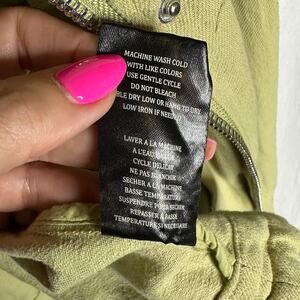 MACHINE WASH COLD
WITH LIKE COLORS
USE GENTLE CYCLE
DO NOT BLEACH
BLE DRY LOW OR HANG TO DRY
LOW IRON IF NEEDED
LAVER A LA MACHINE
A L'EAU
CYCLE DELICAT
NE PAS BLANCHIR
SECHER A LA MACHINE
BASSE TEMPERATURE
SUSPENDRE POUR SECHER
REPASSER A BASSE
TEMPERATURE SI NECESSAIRE